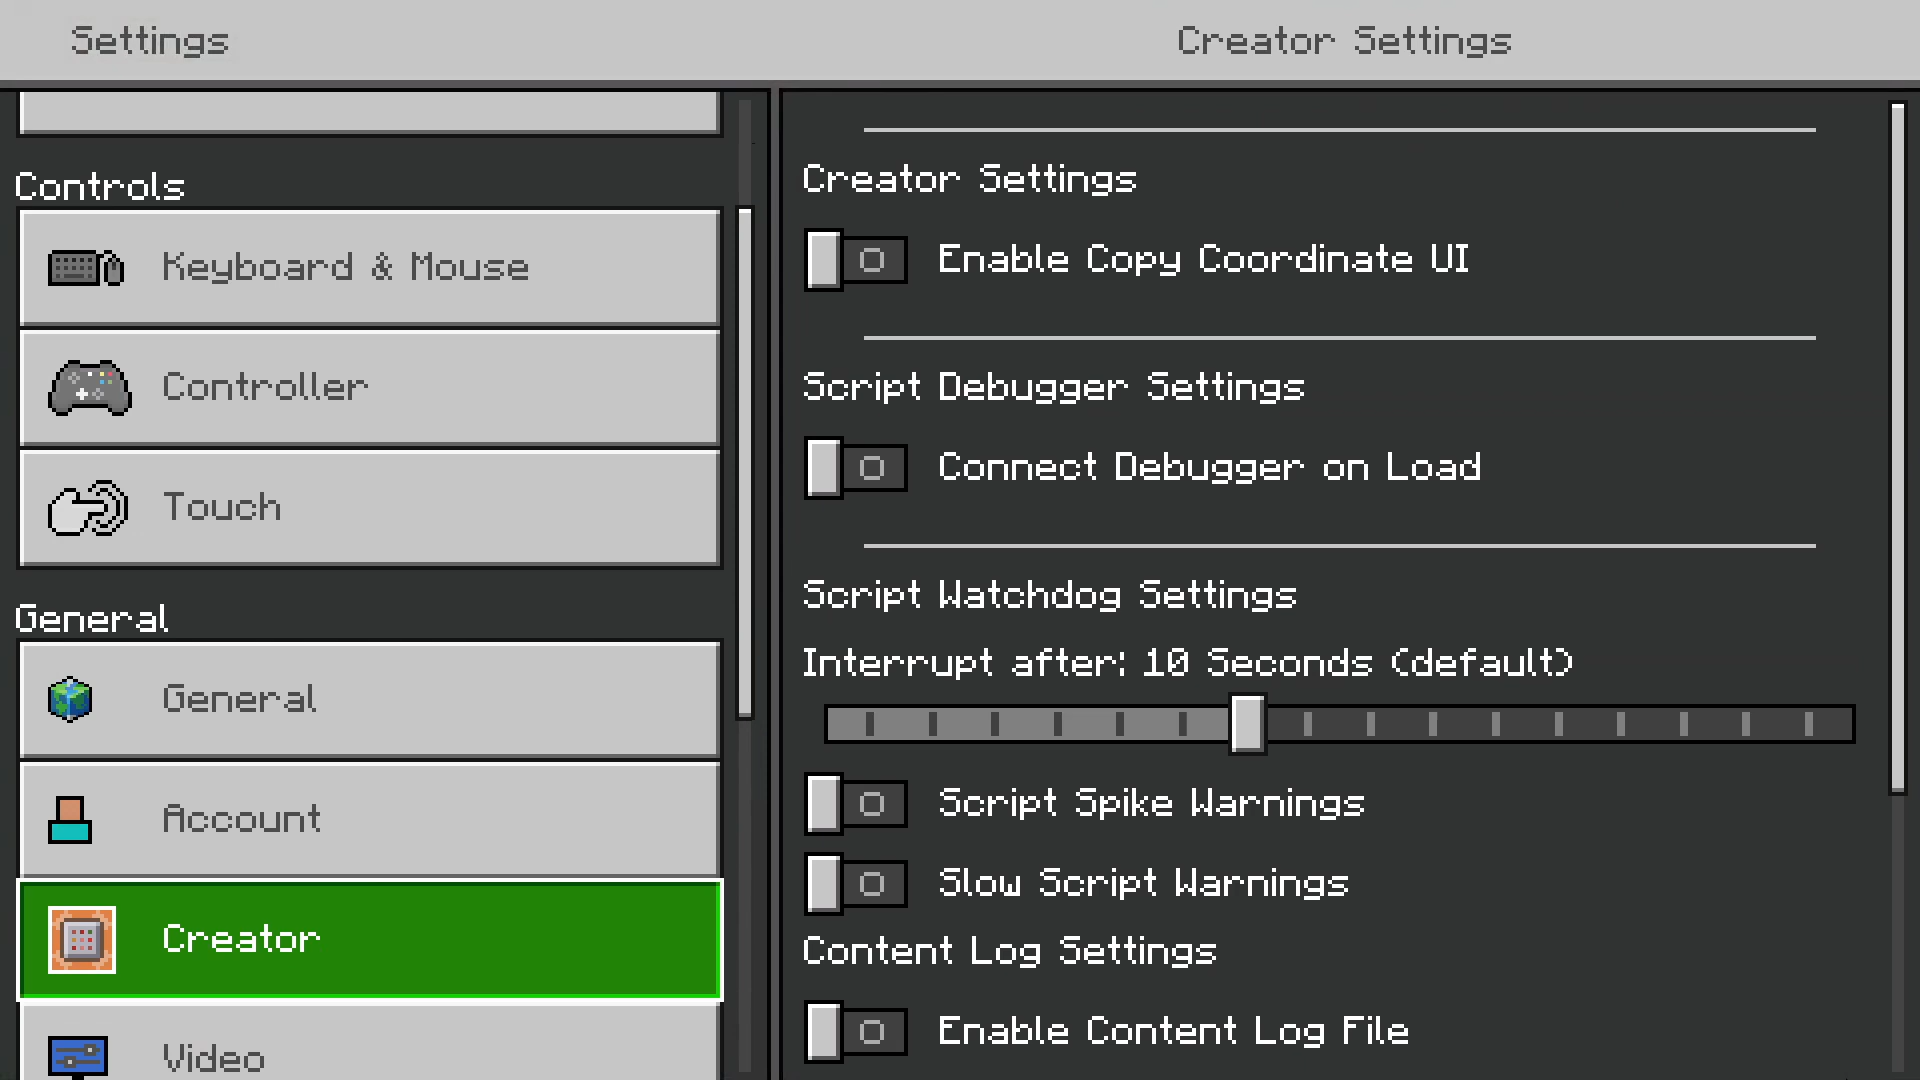 Settings
Creator Settings
Controls
Keyboard & Mouse
Controller
Touch
General
General
Account
Creator
Video
Creator Settings
Enable Copy Coordinate UI
Script Debugger Settings
Connect Debugger on Load
Script Watchdog Settings
Interrupt after: 10 Seconds (default)
Script Spike Warnings
Slow Script Warnings
Content Log Settings
Enable Content Log File